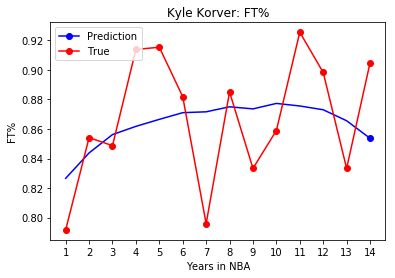 Kyle Korver: FT%
Prediction
True
0.92
0.90
0.88
0.86
0.84
0.82
0.80
FT%
1 2 3 4 5 6 7 8 9 10 11 12 13 14
Years in NBA